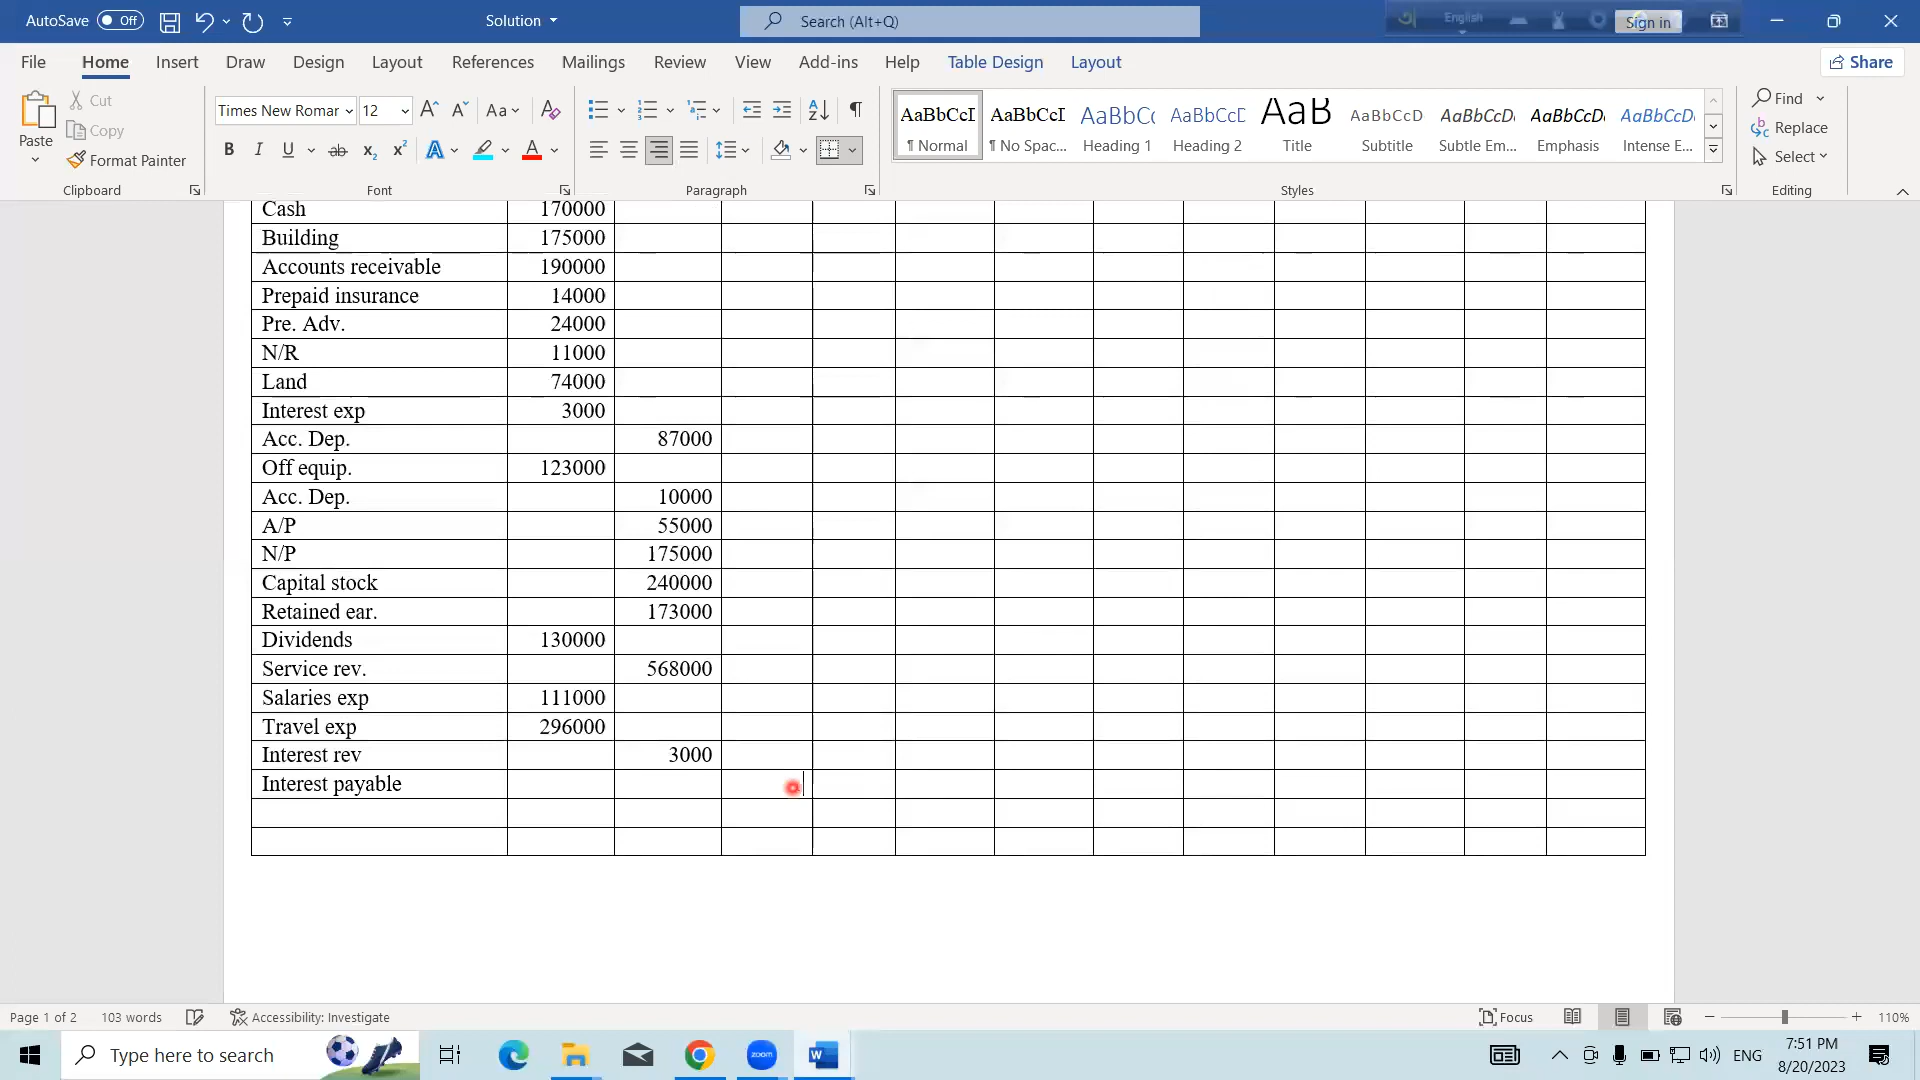 AutoSave Off Solution Search (Alt+Q) English Sign in
File Home Insert Draw Design Layout References Mailings Review View Add-ins Help Table Design Layout Share
Paste Cut Copy Format Painter
Times New Romar 12 Aa
B I U ab x₂ x² A A
AaBbCcI ¶ Normal
AaBbCcI ¶ No Spac...
AaBbC Heading 1
AaBbCcD Heading 2
AaB Title
AaBbCcD Subtitle
AaBbCcD Subtle Em...
AaBbCcD Emphasis
AaBbCcD Intense E...
Find
Replace
Select
Clipboard Font Paragraph Styles Editing
Cash 170000
Building 175000
Accounts receivable 190000
Prepaid insurance 14000
Pre. Adv. 24000
N/R 11000
Land 74000
Interest exp 3000
Acc. Dep. 87000
Off equip. 123000
Acc. Dep. 10000
A/P 55000
N/P 175000
Capital stock 240000
Retained ear. 173000
Dividends 130000
Service rev. 568000
Salaries exp 111000
Travel exp 296000
Interest rev 3000
Interest payable
Page 1 of 2 103 words Accessibility: Investigate Focus 110%
Type here to search zoom W ENG 7:51 PM
8/20/2023